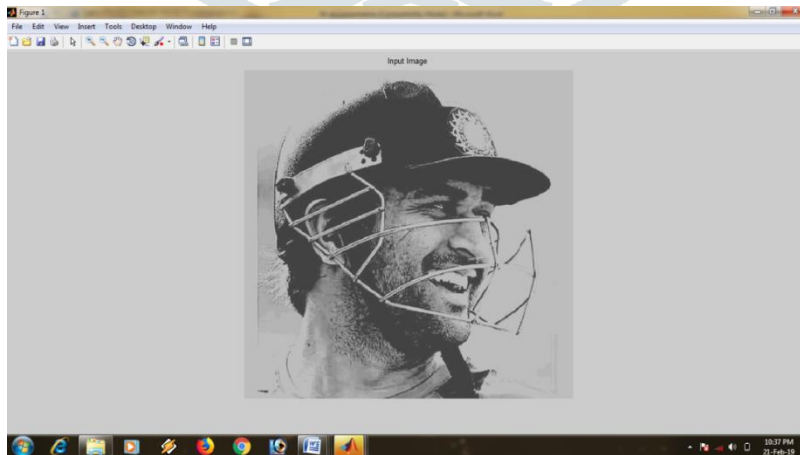 Figure 1
File Edit View Insert Tools Desktop Window Help
Input Image
10:37 PM
21-Feb-19